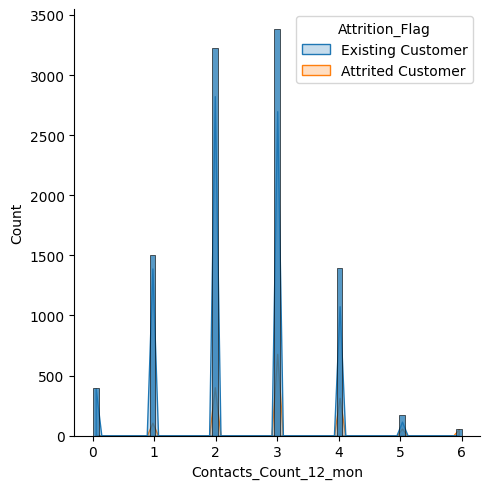 Attrition_Flag
Existing Customer
Attrited Customer
3500
3000
2500
2000
1500
1000
500
0
Count
0 1 2 3 4 5 6
Contacts_Count_12_mon